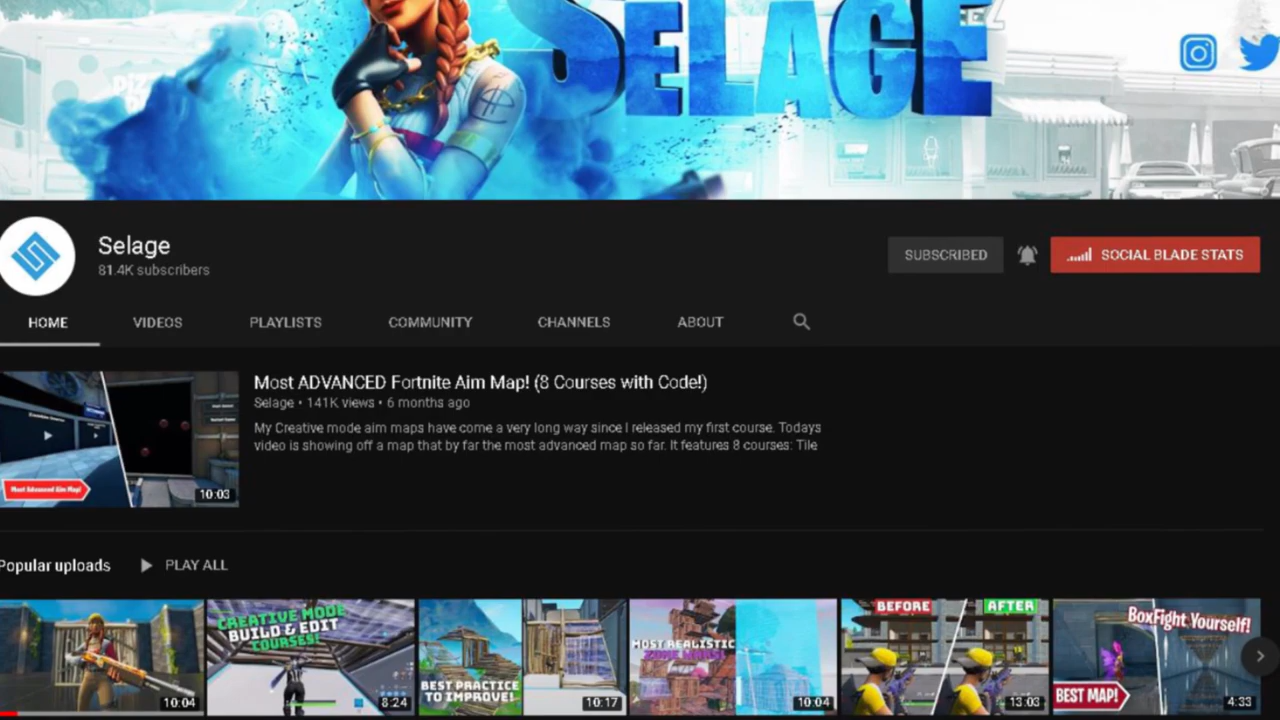 SELAGE
Selage
81.4K subscribers
SUBSCRIBED
SOCIAL BLADE STATS
HOME
VIDEOS
PLAYLISTS
COMMUNITY
CHANNELS
ABOUT
Most ADVANCED Fortnite Aim Map! (8 Courses with Code!)
Selage • 141K views • 6 months ago
My Creative mode aim maps have come a very long way since I released my first course. Todays
video is showing off a map that by far the most advanced map so far. It features 8 courses: Tile
Most Advanced Aim Map!
10:03
Popular uploads
PLAY ALL
10:04
CREATIVE MODE
BUILD & EDIT
COURSES!
8:24
BEST PRACTICE
TO IMPROVE!
10:17
MOST REALISTIC
ZONE WARS!
10:04
BEFORE
AFTER
13:03
BoxFight Yourself!
BEST MAP!
4:33